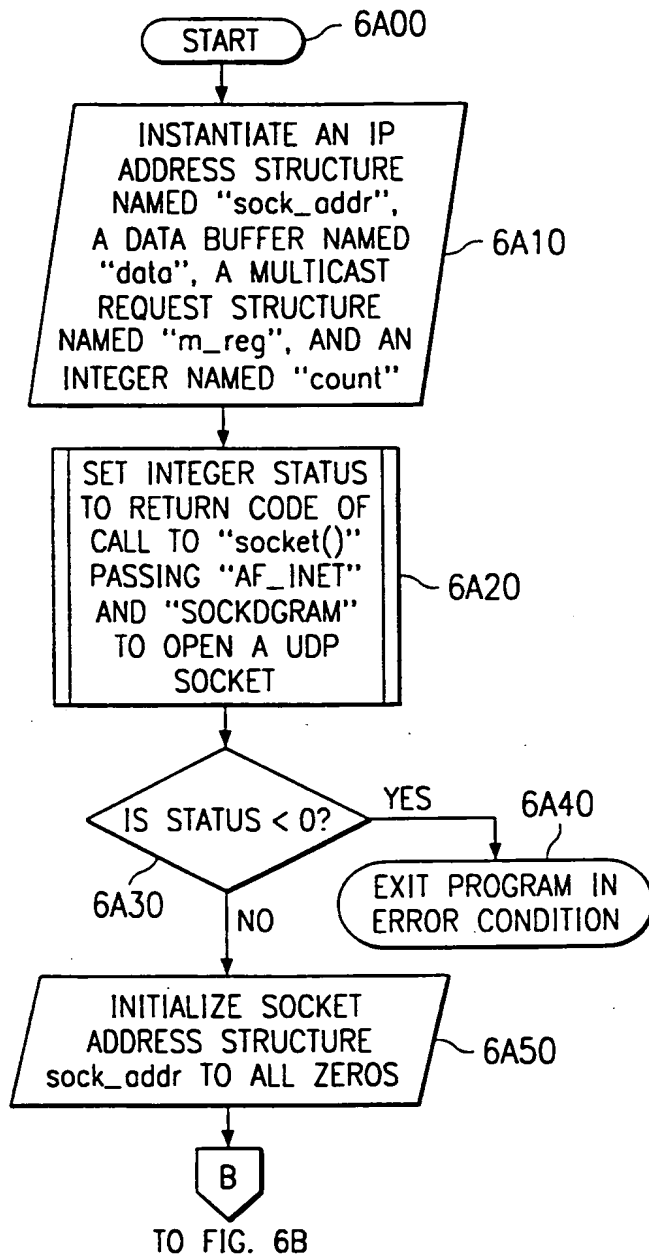 START
6A00
INSTANTIATE AN IP
ADDRESS STRUCTURE
NAMED "sock_addr",
A DATA BUFFER NAMED
"data", A MULTICAST
REQUEST STRUCTURE
NAMED "m_reg", AND AN
INTEGER NAMED "count"
6A10
SET INTEGER STATUS
TO RETURN CODE OF
CALL TO "socket()"
PASSING "AF_INET"
AND "SOCKDGRAM"
TO OPEN A UDP
SOCKET
6A20
IS STATUS < 0?
YES
6A30
NO
6A40
EXIT PROGRAM IN
ERROR CONDITION
INITIALIZE SOCKET
ADDRESS STRUCTURE
sock_addr TO ALL ZEROS
6A50
B
TO FIG. 6B